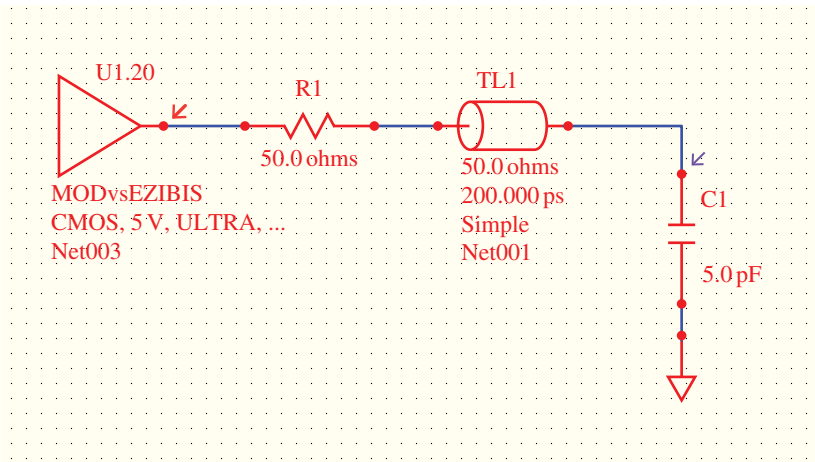 U1.20
MODvsEZIBIS
CMOS, 5 V, ULTRA, ...
Net003
R1
50.0 ohms
TL1
50.0 ohms
200.000 ps
Simple
Net001
C1
5.0 pF